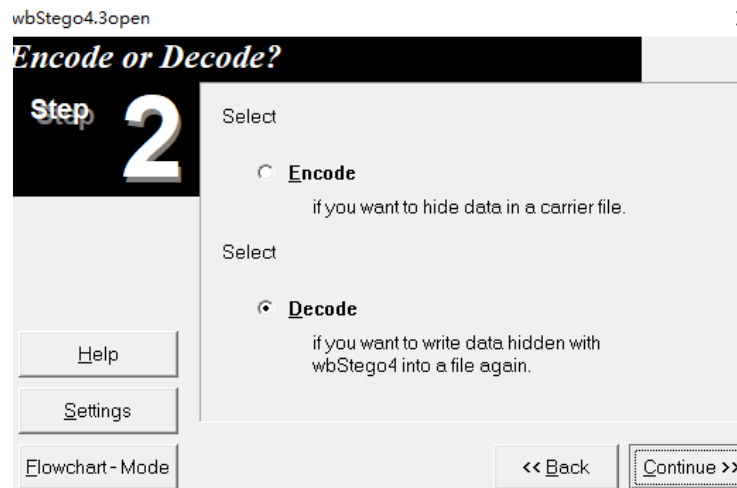 wbStego4.3open
Encode or Decode?
Step 2
Select
Encode
if you want to hide data in a carrier file.
Select
Decode
if you want to write data hidden with
wbStego4 into a file again.
Help
Settings
Flowchart-Mode
<< Back
Continue >>